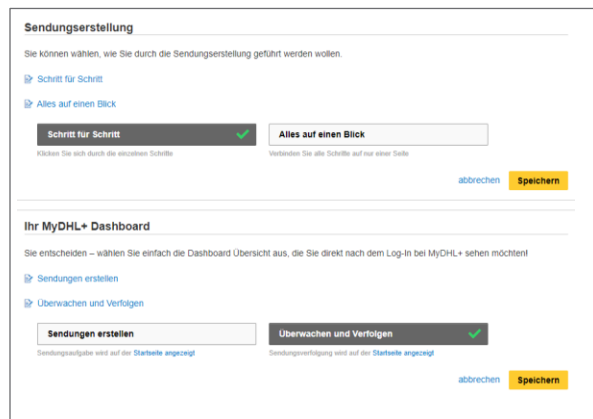 Sendungserstellung
Sie können wählen, wie Sie durch die Sendungserstellung geführt werden wollen.
Schritt für Schritt
Alles auf einen Blick
Schritt für Schritt
Alles auf einen Blick
Klicken Sie sich durch die einzelnen Schritte
Verbinden Sie alle Schritte auf nur einer Seite
abbrechen
Speichern
Ihr MyDHL+ Dashboard
Sie entscheiden – wählen Sie einfach die Dashboard Übersicht aus, die Sie direkt nach dem Log-In bei MyDHL+ sehen möchten!
Sendungen erstellen
Überwachen und Verfolgen
Sendungen erstellen
Überwachen und Verfolgen
Sendungsaufgabe wird auf der Startseite angezeigt
Sendungsverfolgung wird auf der Startseite angezeigt
abbrechen
Speichern